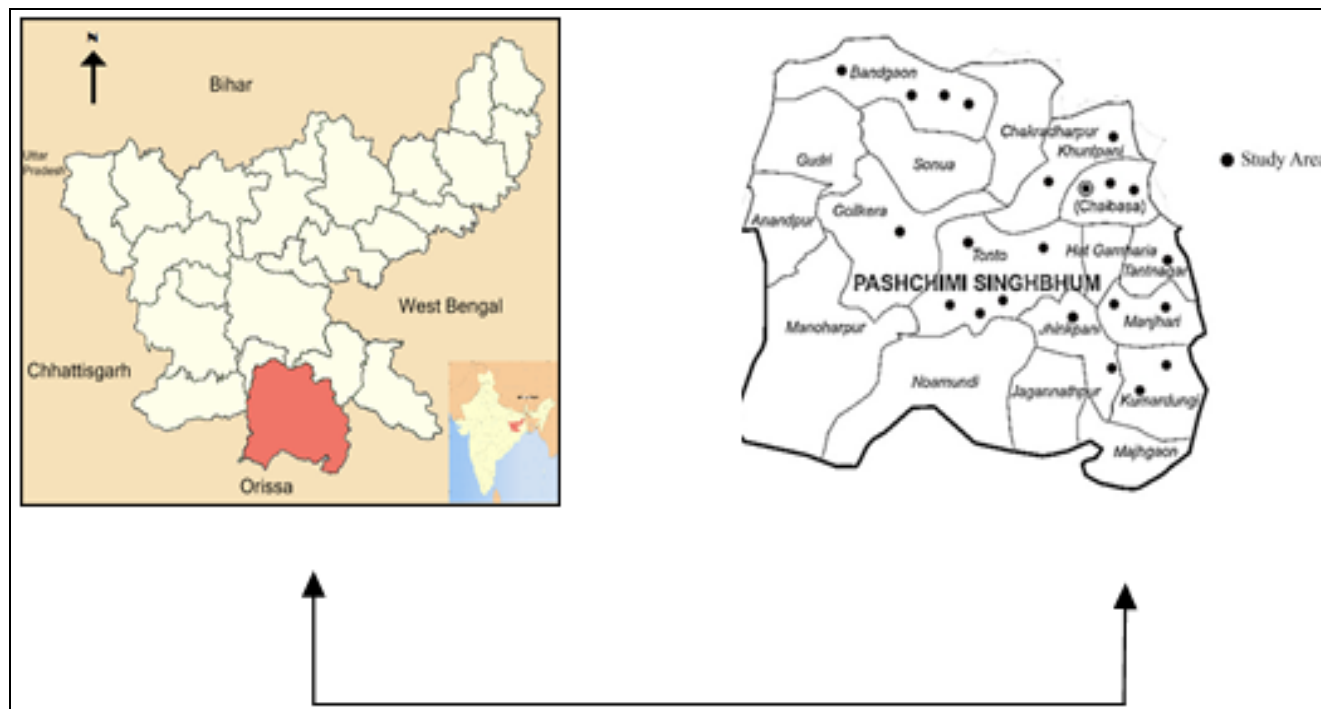 N
Bihar
Uttar
Pradesh
West Bengal
Chhattisgarh
Orissa
Bandgaon
Chakradharpur
Khuntpani
Gudri
Sonua
Study Area
(Chaibasa)
Anandpur
Goilkera
Tonto
Hat Gamharia
Tantnagar
PASHCHIMI SINGHBHUM
Manoharpur
Jhinkpani
Manjhari
Noamundi
Jagannathpur
Kumardungi
Majhgaon